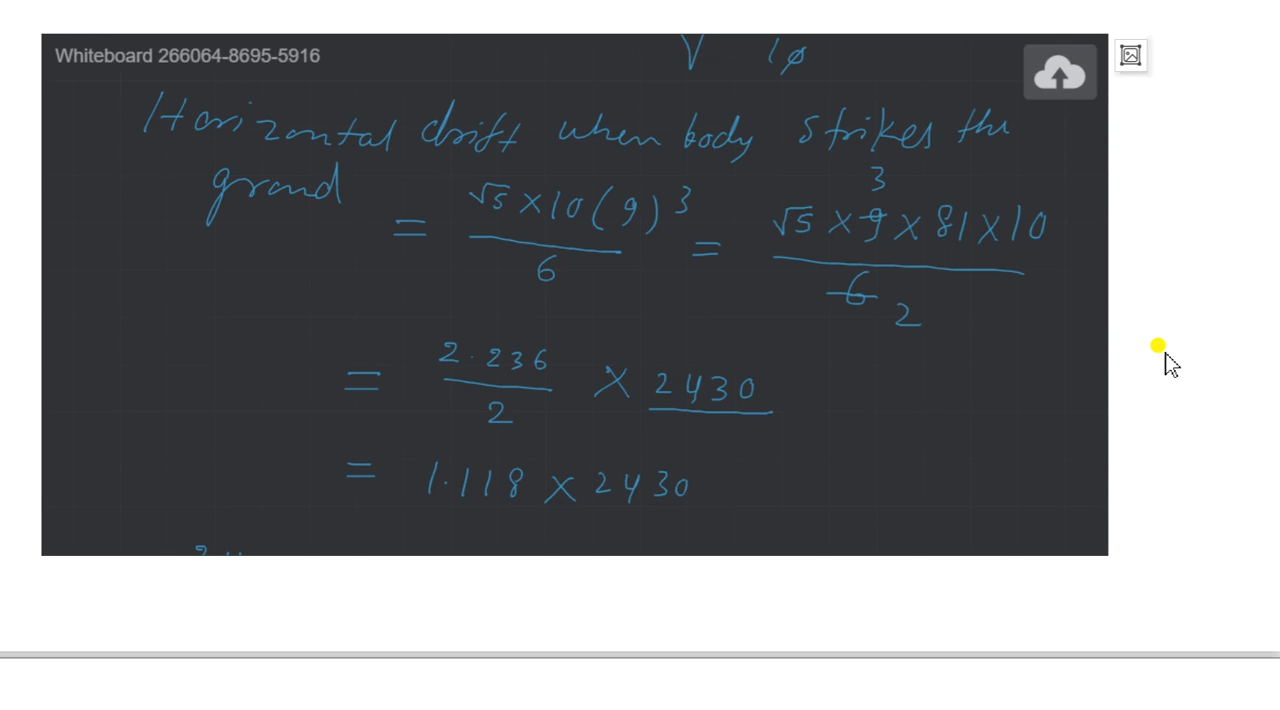 Whiteboard 266064-8695-5916
Horizontal drift when body strikes the
grond = √5 × 10 (9)³ / 6 = √5 × 9 × 81 × 10 / 6
3
2
= 2.236 / 2 × 2430
= 1.118 × 2430